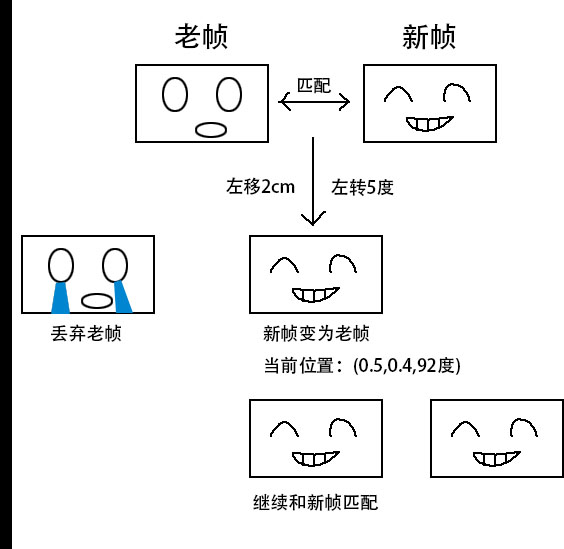 老帧
新帧
匹配
左移2cm
左转5度
丢弃老帧
新帧变为老帧
当前位置：(0.5,0.4,92度)
继续和新帧匹配